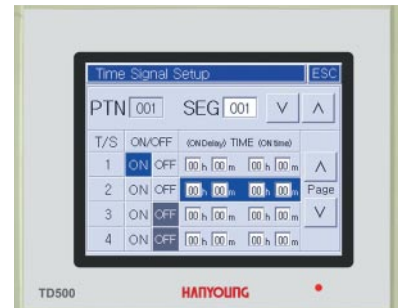 Time Signal Setup ESC
PTN 001 SEG 001
T/S ON/OFF (ON Delay) TIME (ON time)
1 ON OFF 00 h 00 m 00 h 00 m
2 ON OFF 00 h 00 m 00 h 00 m Page
3 ON OFF 00 h 00 m 00 h 00 m
4 ON OFF 00 h 00 m 00 h 00 m
TD500 HANYOUNG